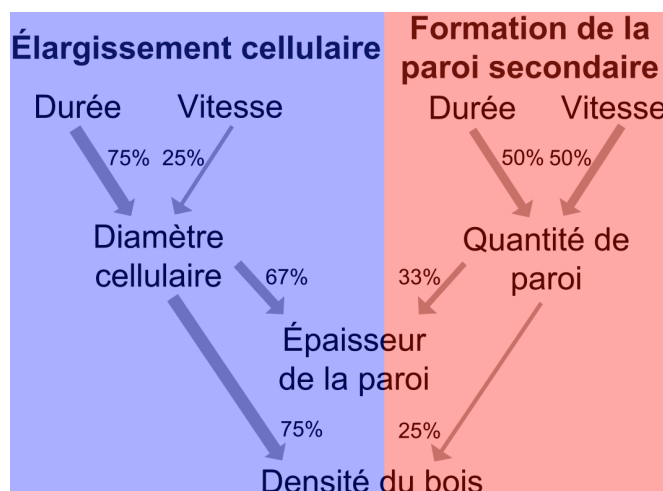 Élargissement cellulaire
Formation de la
paroi secondaire
Durée Vitesse
Durée Vitesse
75% 25%
50% 50%
Diamètre
cellulaire
Quantité de
paroi
67% 33%
Épaisseur
de la paroi
75% 25%
Densité du bois